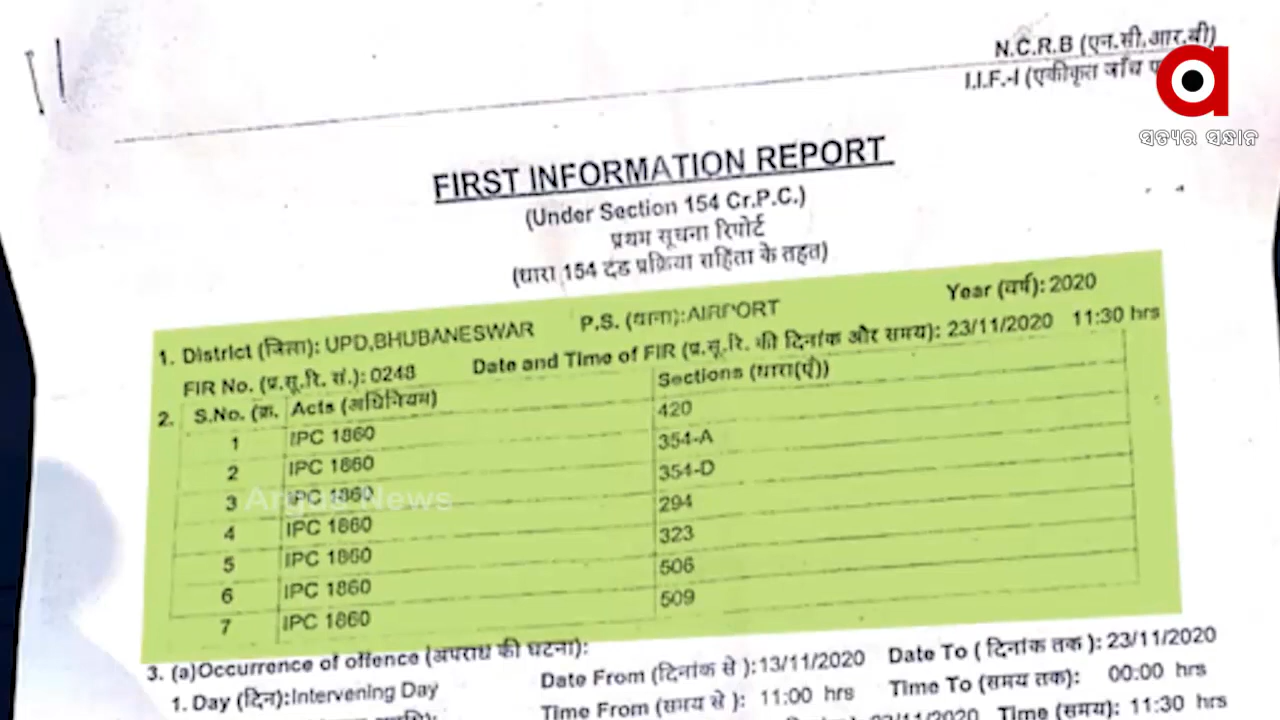 N.C.R.B (एन.सी.आर.बी)
I.I.F.-I (एकीकृत जाँच
ସତ୍ୟର ସନ୍ଧାନ
FIRST INFORMATION REPORT
(Under Section 154 Cr.P.C.)
प्रथम सूचना रिपोर्ट
(धारा 154 दंड प्रक्रिया संहिता के तहत)
1. District (जिला): UPD,BHUBANESWAR P.S. (थाना): AIRPORT Year (वर्ष): 2020
FIR No. (प्र.सू.रि. सं.): 0248 Date and Time of FIR (प्र.सू.रि. की दिनांक और समय): 23/11/2020 11:30 hrs
2. S.No. (क्र. Acts (अधिनियम) Sections (धारा(एँ))
1 IPC 1860 420
2 IPC 1860 354-A
3 IPC 1860 354-D
4 IPC 1860 294
5 IPC 1860 323
6 IPC 1860 506
7 IPC 1860 509
Argus News
3. (a)Occurrence of offence (अपराध की घटना):
1. Day (दिन):Intervening Day Date From (दिनांक से ):13/11/2020 Date To ( दिनांक तक ): 23/11/2020
Time From (समय से ): 11:00 hrs Time To (समय तक): 00:00 hrs
Time (समय): 11:30 hrs